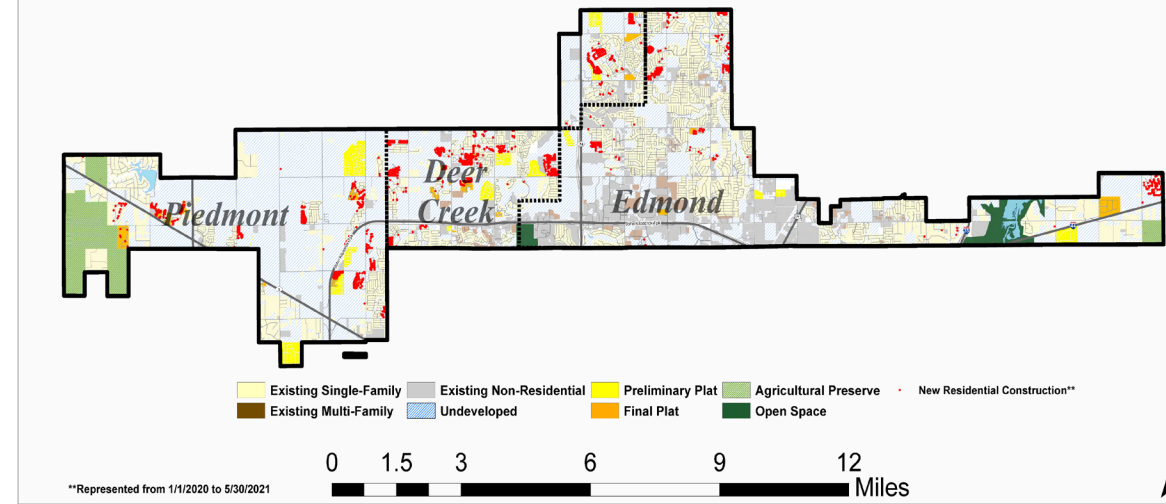 Deer
Piedmont
Creek
Edmond
Existing Single-Family
Existing Non-Residential
Preliminary Plat
Agricultural Preserve
New Residential Construction**
Existing Multi-Family
Undeveloped
Final Plat
Open Space
0 1.5 3 6 9 12
Miles
**Represented from 1/1/2020 to 5/30/2021